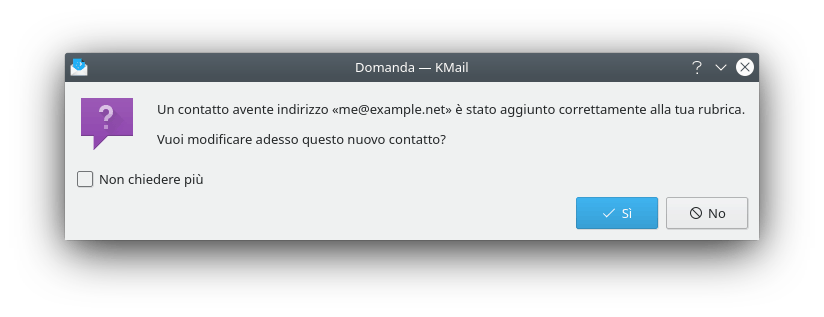 Domanda — KMail
Un contatto avente indirizzo «me@example.net» è stato aggiunto correttamente alla tua rubrica.
Vuoi modificare adesso questo nuovo contatto?
Non chiedere più
Sì
No